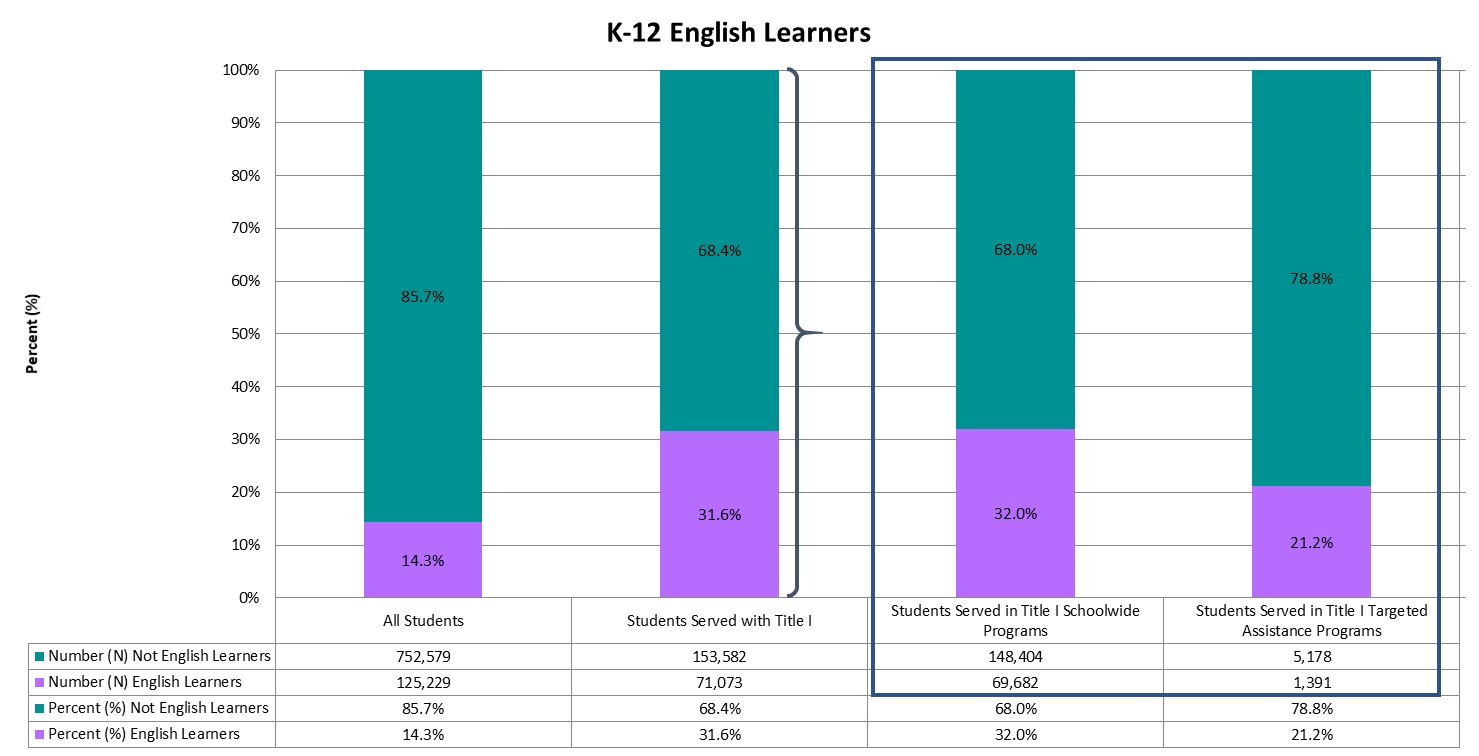 K-12 English Learners
Percent (%)
100%
90%
80%
70%
60%
50%
40%
30%
20%
10%
0%
85.7%
14.3%
68.4%
31.6%
68.0%
32.0%
78.8%
21.2%
All Students
Students Served with Title I
Students Served in Title I Schoolwide
Programs
Students Served in Title I Targeted
Assistance Programs
Number (N) Not English Learners 752,579 153,582 148,404 5,178
Number (N) English Learners 125,229 71,073 69,682 1,391
Percent (%) Not English Learners 85.7% 68.4% 68.0% 78.8%
Percent (%) English Learners 14.3% 31.6% 32.0% 21.2%